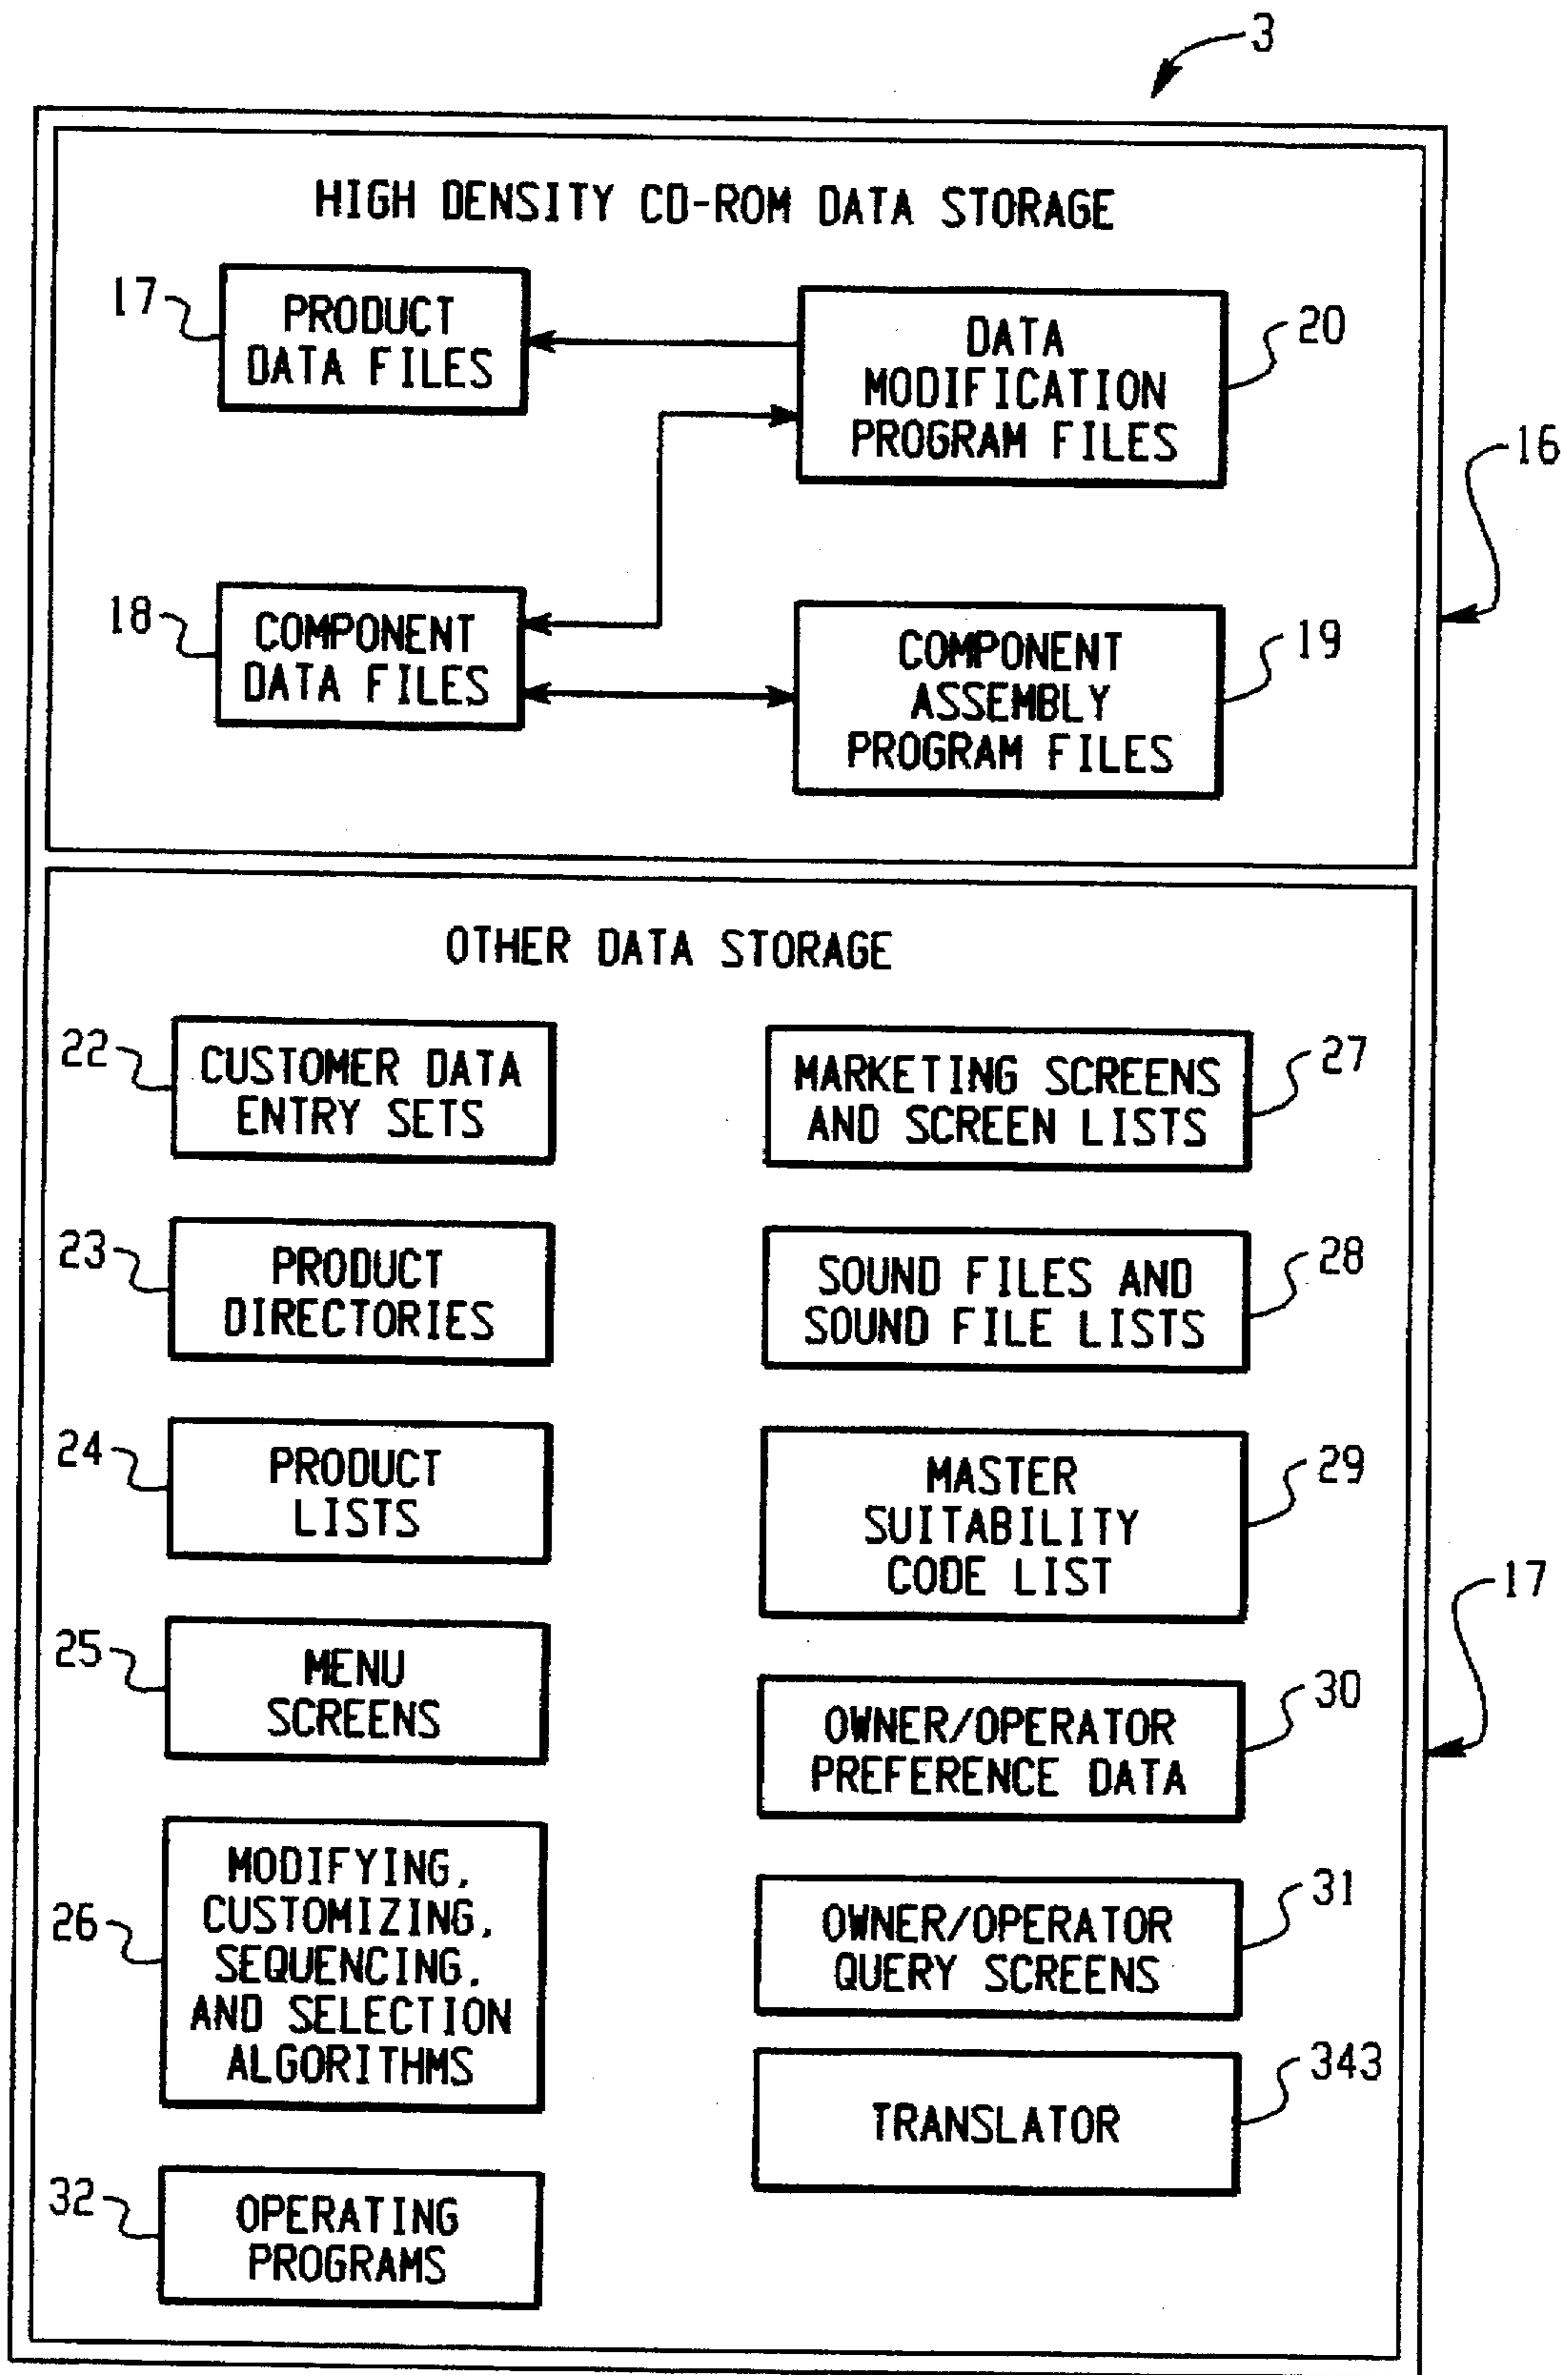 3
HIGH DENSITY CD-ROM DATA STORAGE
17
PRODUCT
DATA FILES
DATA
MODIFICATION
PROGRAM FILES
20
16
18
COMPONENT
DATA FILES
COMPONENT
ASSEMBLY
PROGRAM FILES
19
OTHER DATA STORAGE
22
CUSTOMER DATA
ENTRY SETS
MARKETING SCREENS
AND SCREEN LISTS
27
23
PRODUCT
DIRECTORIES
SOUND FILES AND
SOUND FILE LISTS
28
24
PRODUCT
LISTS
MASTER
SUITABILITY
CODE LIST
29
17
25
MENU
SCREENS
OWNER/OPERATOR
PREFERENCE DATA
30
26
MODIFYING,
CUSTOMIZING,
SEQUENCING,
AND SELECTION
ALGORITHMS
OWNER/OPERATOR
QUERY SCREENS
31
TRANSLATOR
343
32
OPERATING
PROGRAMS